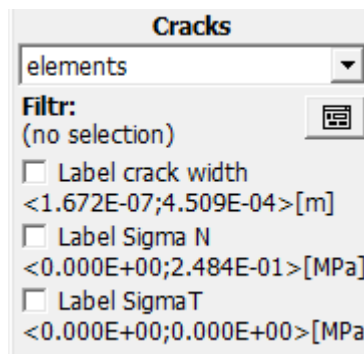 Cracks
elements
Filtr:
(no selection)
Label crack width
<1.672E-07;4.509E-04>[m]
Label Sigma N
<0.000E+00;2.484E-01>[MPa]
Label SigmaT
<0.000E+00;0.000E+00>[MPa